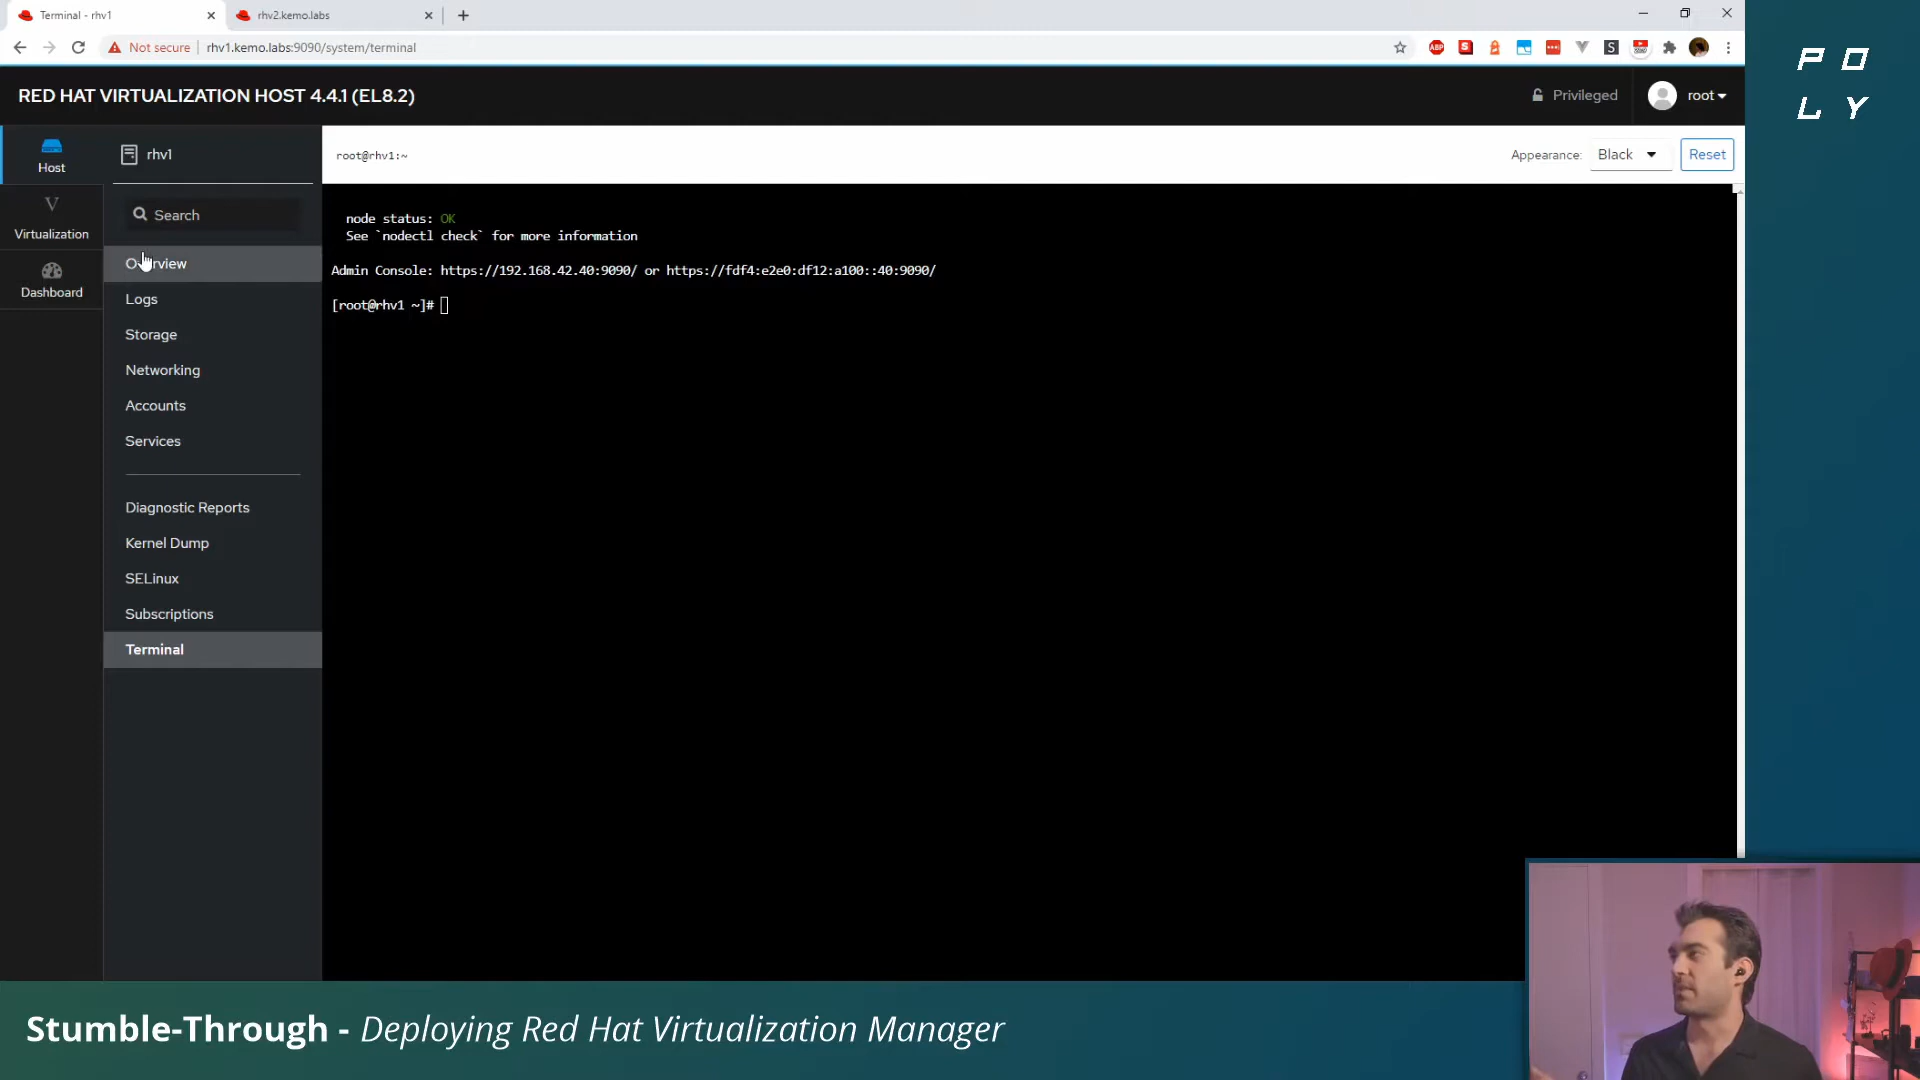 Terminal - rhv1
rhv2.kemo.labs
Not secure
rhv1.kemo.labs:9090/system/terminal
ABP
S
S
PO
LY
RED HAT VIRTUALIZATION HOST 4.4.1 (EL8.2)
Privileged
root
Host
V
Virtualization
Dashboard
rhv1
Search
Overview
Logs
Storage
Networking
Accounts
Services
Diagnostic Reports
Kernel Dump
SELinux
Subscriptions
Terminal
root@rhv1:~
Appearance:
Black
Reset
node status: OK
See `nodectl check` for more information
Admin Console: https://192.168.42.40:9090/ or https://fdf4:e2e0:df12:a100::40:9090/
[root@rhv1 ~]#
Stumble-Through - Deploying Red Hat Virtualization Manager